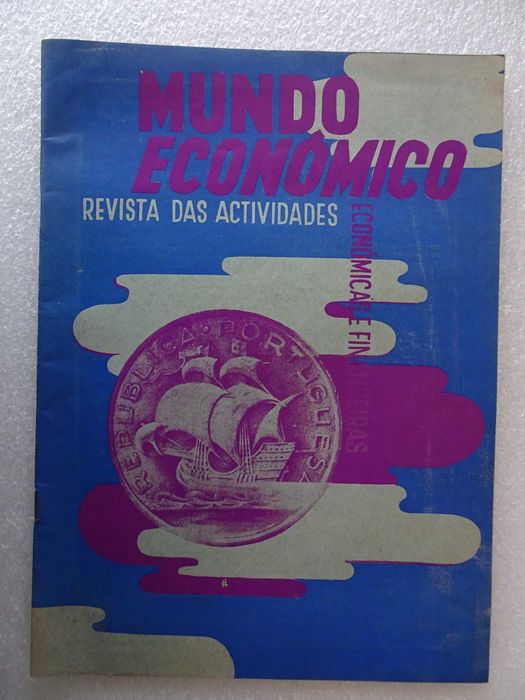 MUNDO
ECONÓMICO
REVISTA DAS ACTIVIDADES
ECONÓMICAS E FINANCEIRAS
REPUBLICA·PORTUGUESA